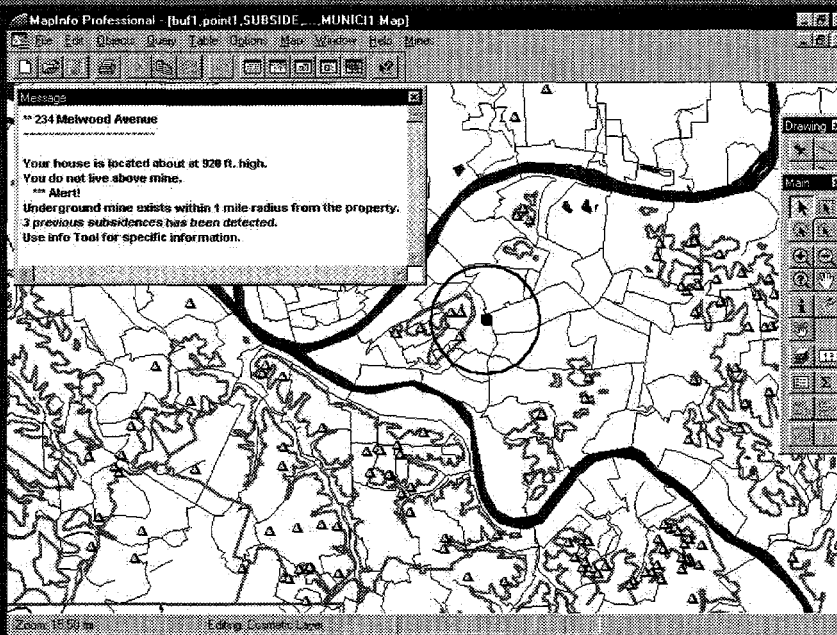 MapInfo Professional - [buf1,point1,SUBSIDE,...,MUNICI1 Map]
File Edit Objects Query Table Options Map Window Help Mines
Message
** 234 Melwood Avenue
Your house is located about at 920 ft. high.
You do not live above mine.
*** Alert!
Underground mine exists within 1 mile radius from the property.
3 previous subsidences has been detected.
Use Info Tool for specific information.
Drawing
Main
Editing: Cosmetic Layer